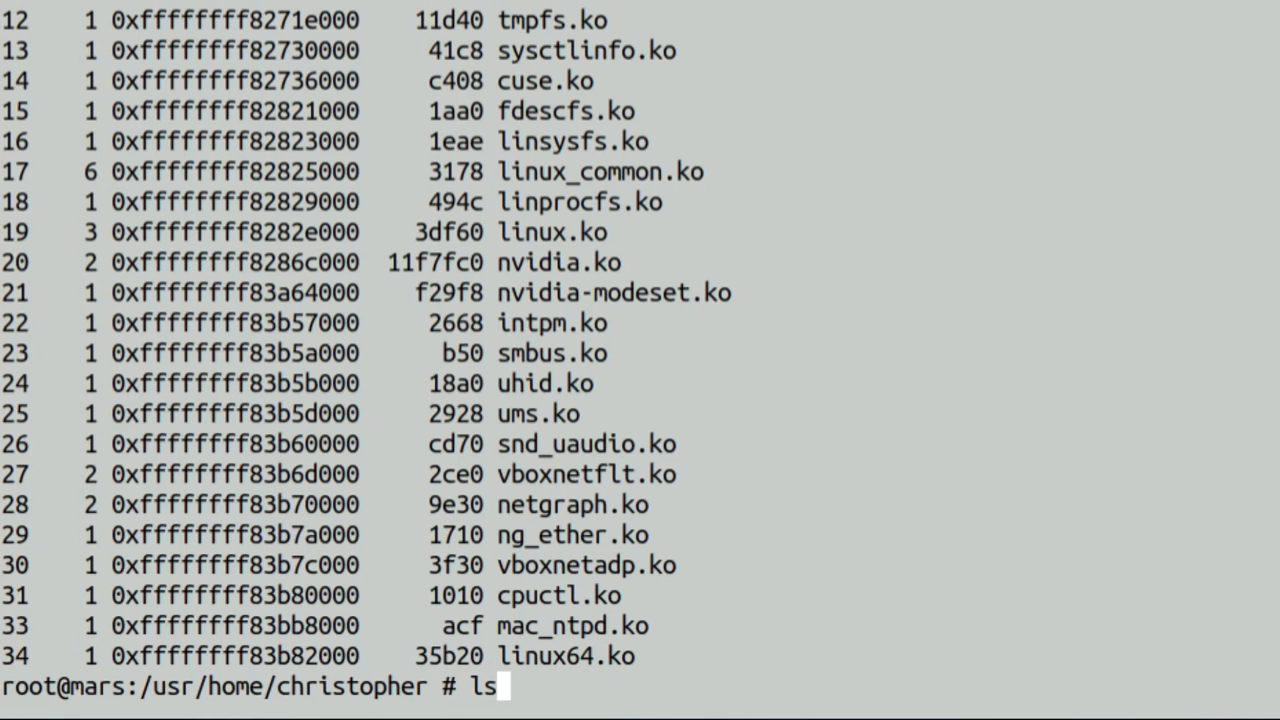 12 1 0xffffffff8271e000 11d40 tmpfs.ko
13 1 0xffffffff82730000 41c8 sysctlinfo.ko
14 1 0xffffffff82736000 c408 cuse.ko
15 1 0xffffffff82821000 1aa0 fdescfs.ko
16 1 0xffffffff82823000 1eae linsysfs.ko
17 6 0xffffffff82825000 3178 linux_common.ko
18 1 0xffffffff82829000 494c linprocfs.ko
19 3 0xffffffff8282e000 3df60 linux.ko
20 2 0xffffffff8286c000 11f7fc0 nvidia.ko
21 1 0xffffffff83a64000 f29f8 nvidia-modeset.ko
22 1 0xffffffff83b57000 2668 intpm.ko
23 1 0xffffffff83b5a000 b50 smbus.ko
24 1 0xffffffff83b5b000 18a0 uhid.ko
25 1 0xffffffff83b5d000 2928 ums.ko
26 1 0xffffffff83b60000 cd70 snd_uaudio.ko
27 2 0xffffffff83b6d000 2ce0 vboxnetflt.ko
28 2 0xffffffff83b70000 9e30 netgraph.ko
29 1 0xffffffff83b7a000 1710 ng_ether.ko
30 1 0xffffffff83b7c000 3f30 vboxnetadp.ko
31 1 0xffffffff83b80000 1010 cpuctl.ko
33 1 0xffffffff83bb8000 acf mac_ntpd.ko
34 1 0xffffffff83b82000 35b20 linux64.ko
root@mars:/usr/home/christopher # ls